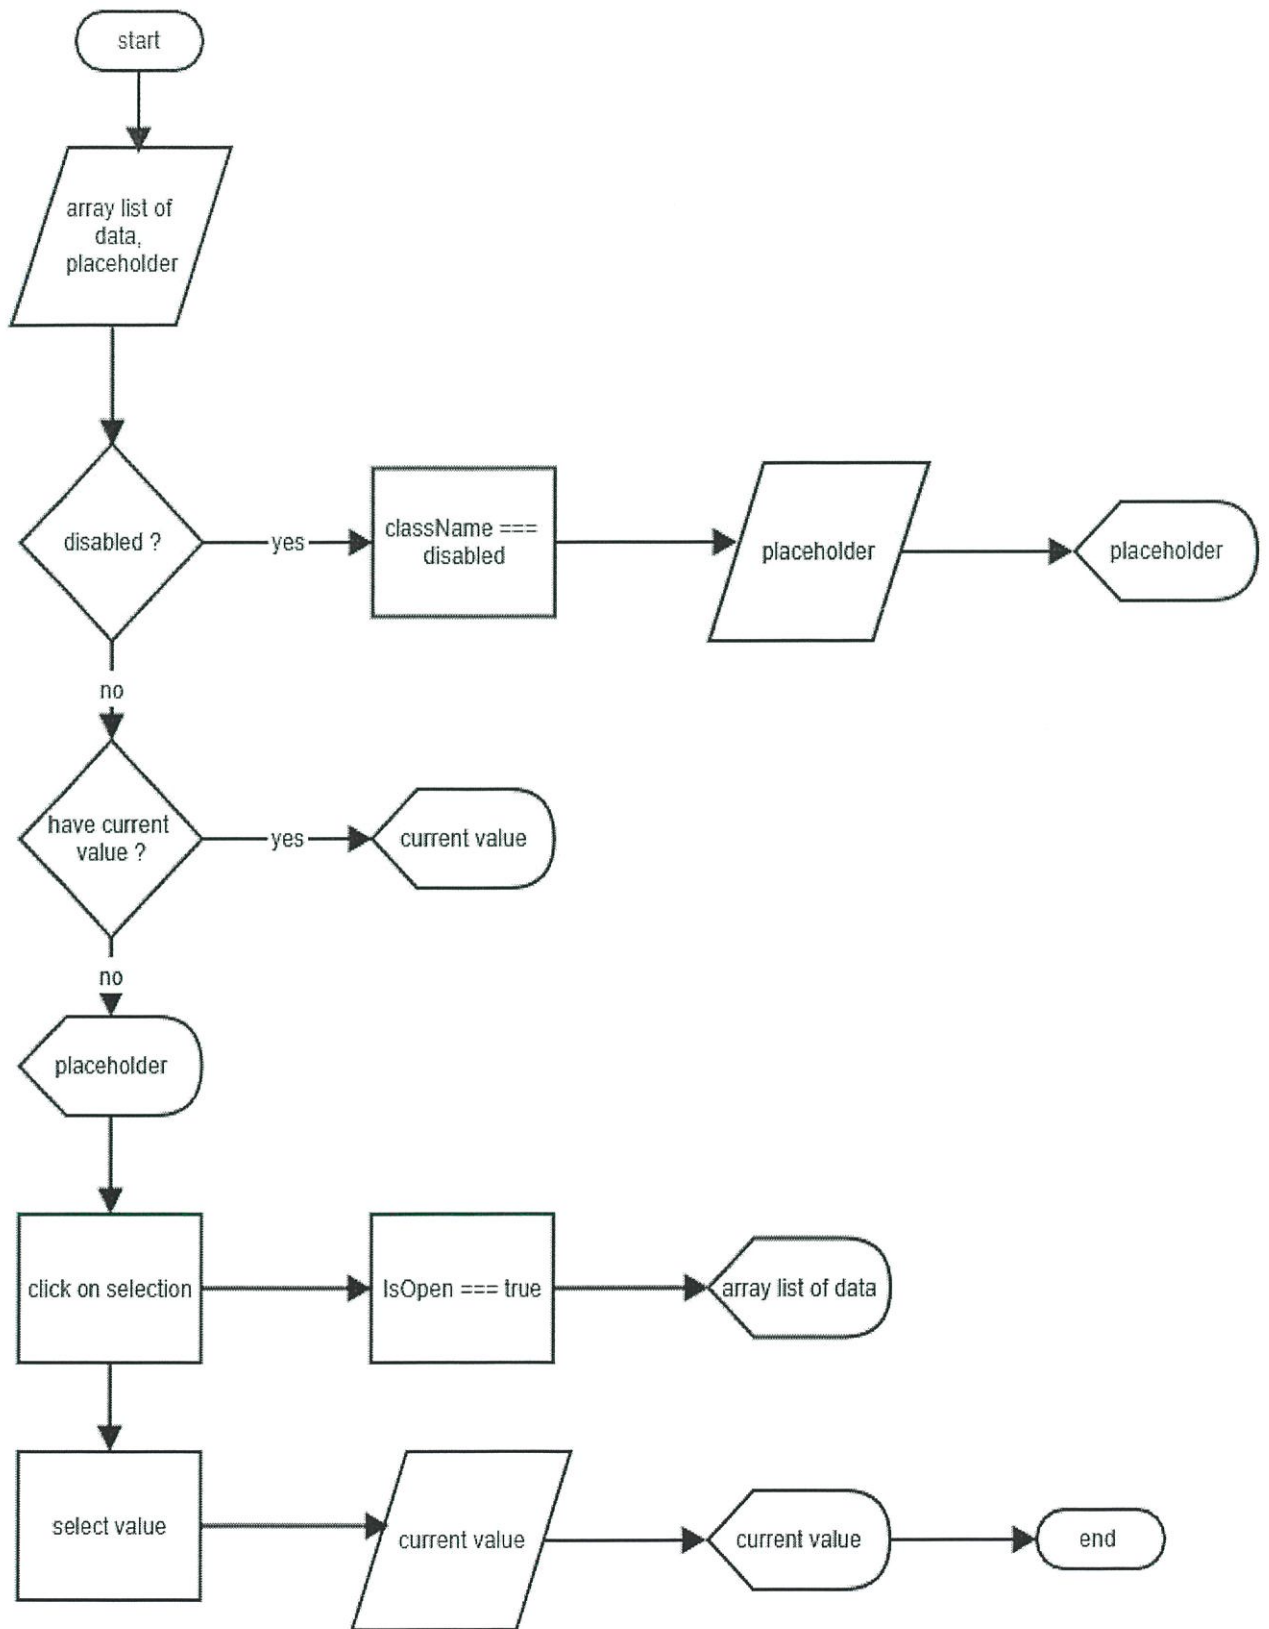 start
array list of
data,
placeholder
disabled ?
yes
className ===
disabled
placeholder
placeholder
no
have current
value ?
yes
current value
no
placeholder
click on selection
IsOpen === true
array list of data
select value
current value
current value
end